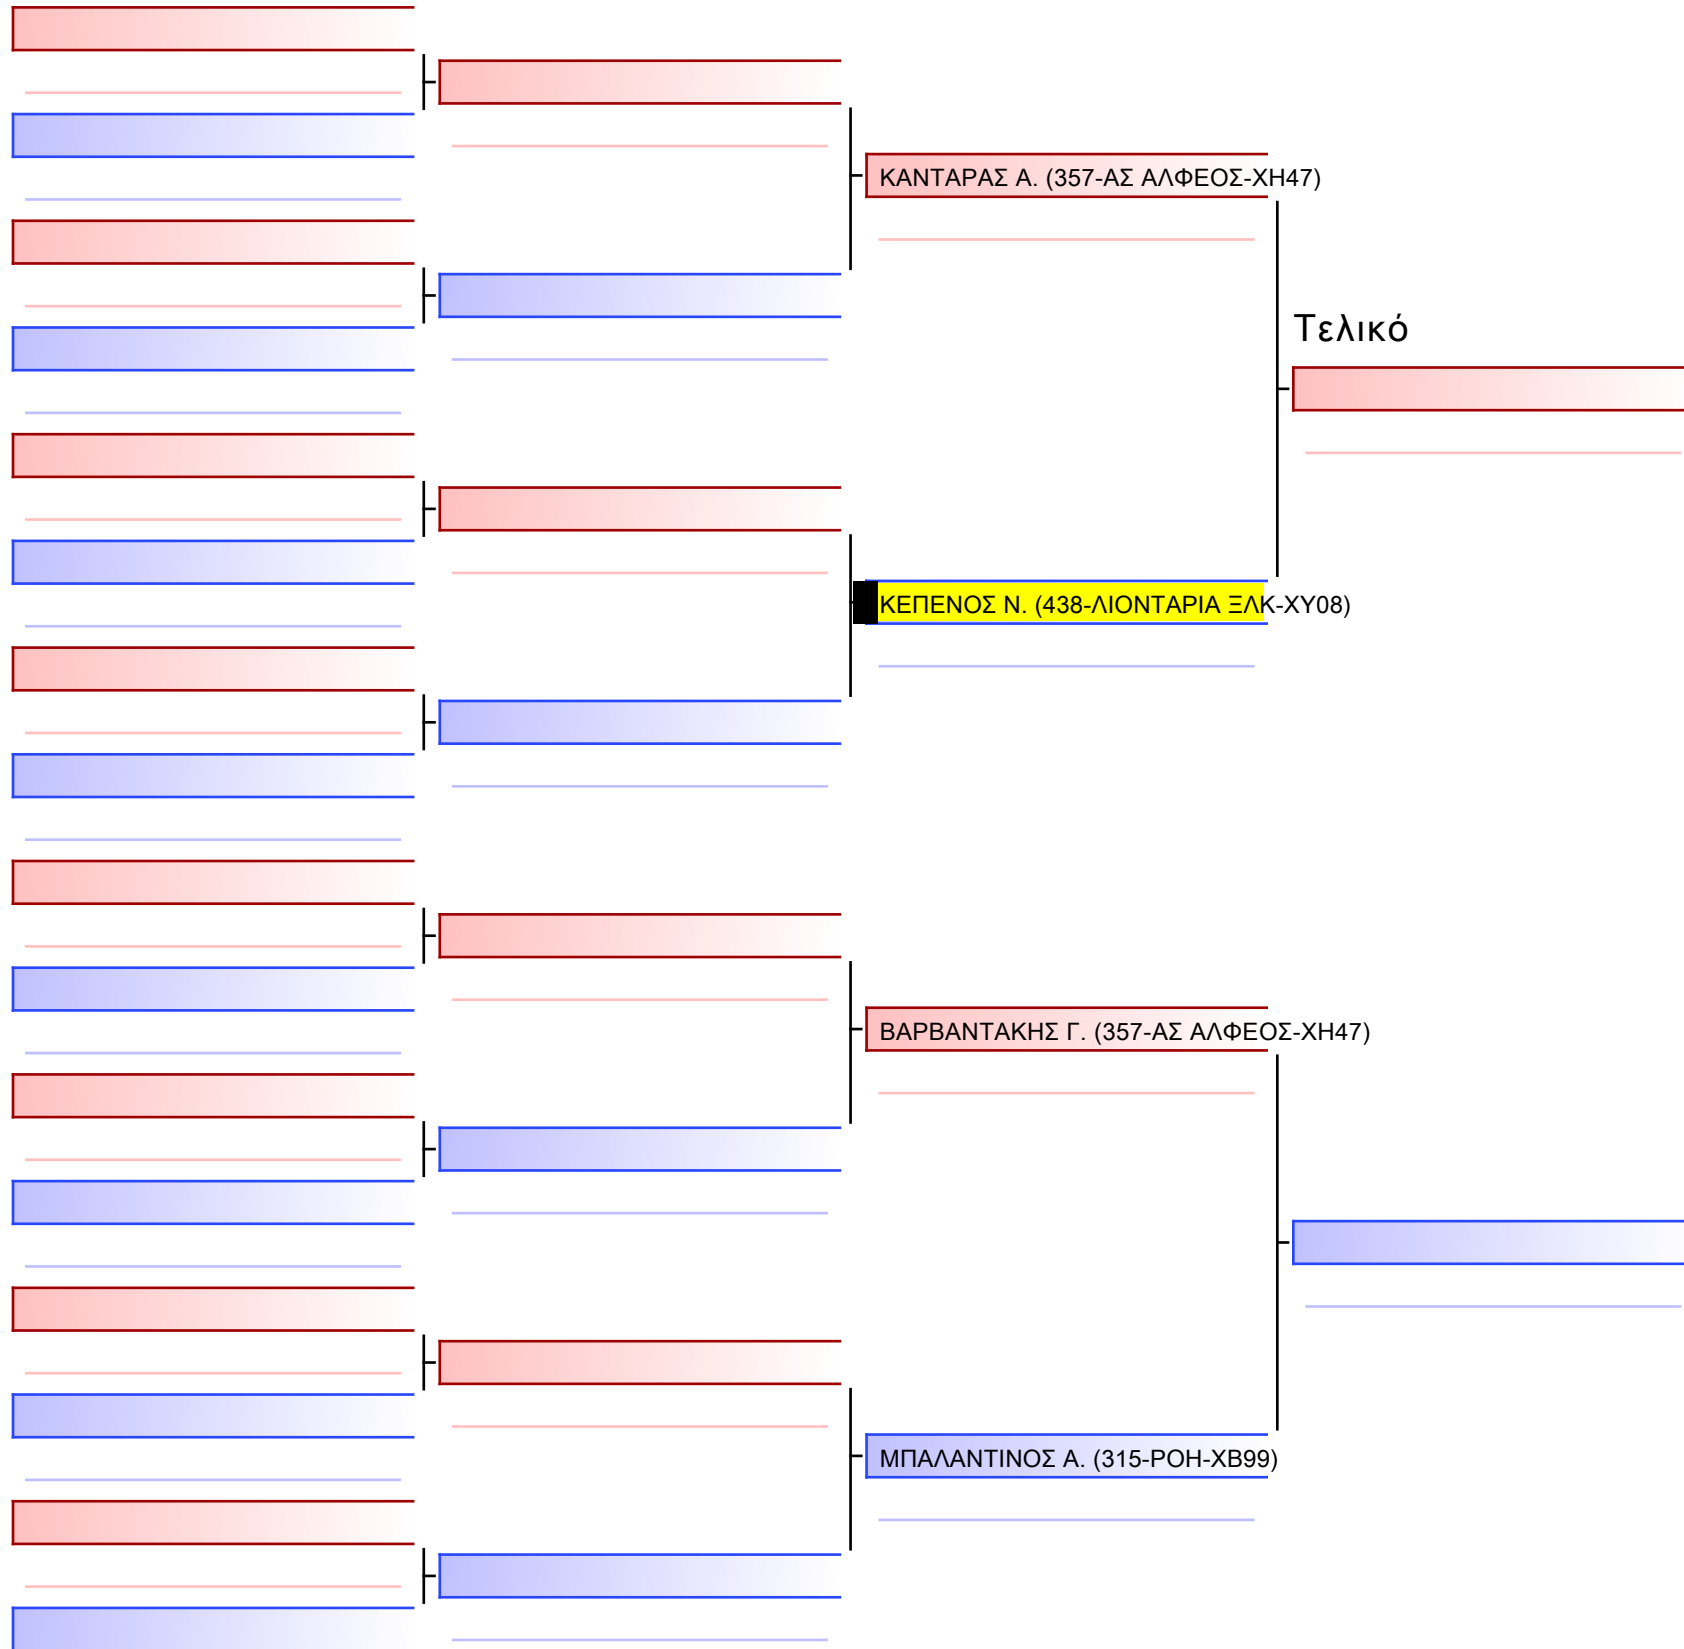 ΚΑΝΤΑΡΑΣ Α. (357-ΑΣ ΑΛΦΕΟΣ-ΧΗ47)
Τελικό
ΚΕΠΕΝΟΣ Ν. (438-ΛΙΟΝΤΑΡΙΑ ΞΛΚ-ΧΥ08)
ΒΑΡΒΑΝΤΑΚΗΣ Γ. (357-ΑΣ ΑΛΦΕΟΣ-ΧΗ47)
ΜΠΑΛΑΝΤΙΝΟΣ Α. (315-ΡΟΗ-ΧΒ99)